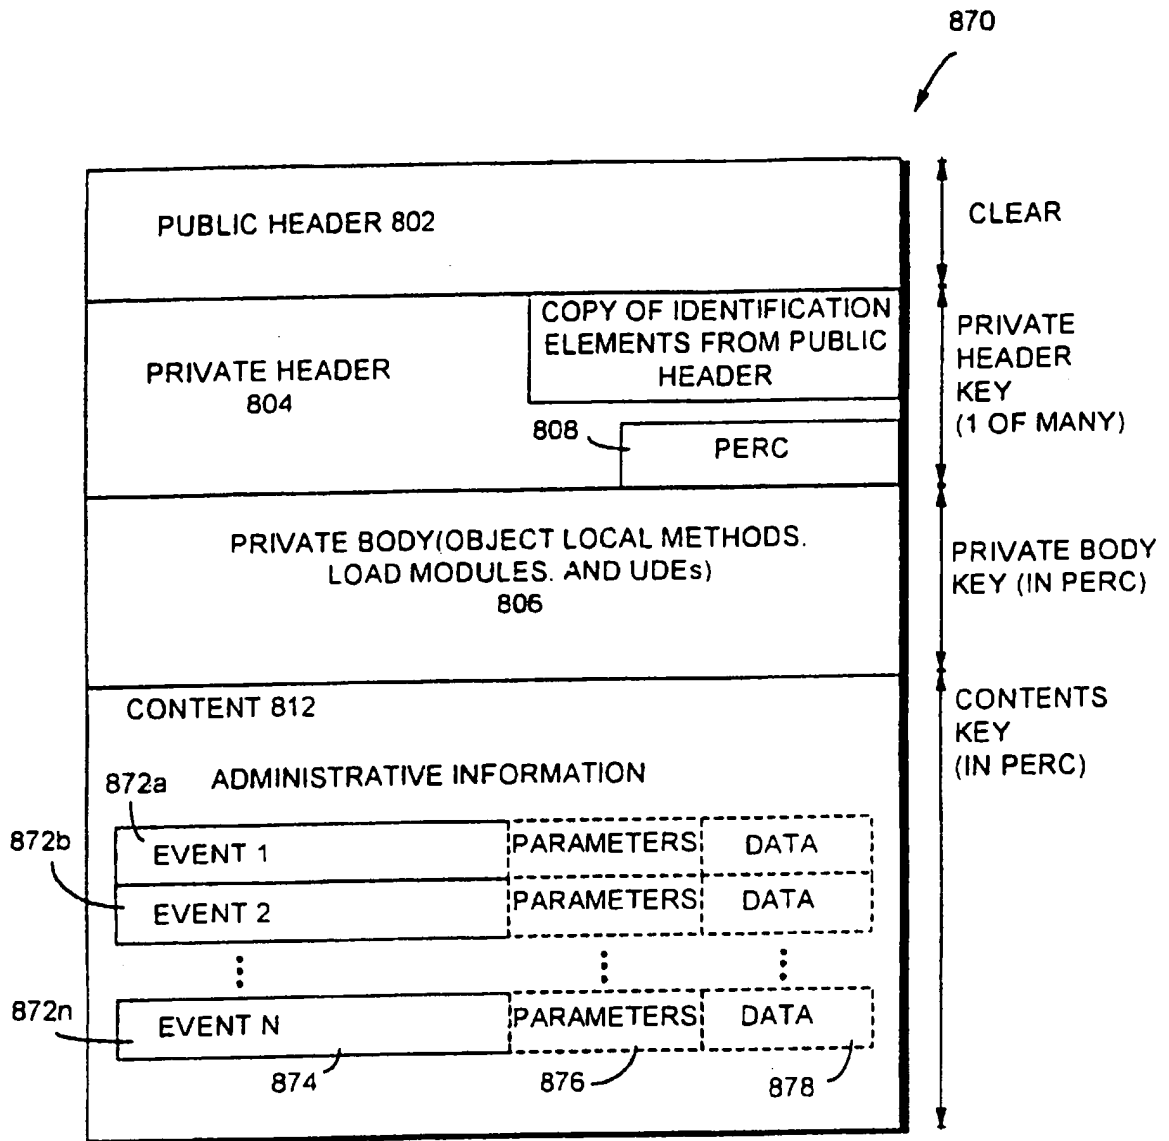 870
PUBLIC HEADER 802
CLEAR
COPY OF IDENTIFICATION
ELEMENTS FROM PUBLIC
HEADER
PRIVATE HEADER
804
808
PERC
PRIVATE
HEADER
KEY
(1 OF MANY)
PRIVATE BODY(OBJECT LOCAL METHODS.
LOAD MODULES. AND UDEs)
806
PRIVATE BODY
KEY (IN PERC)
CONTENT 812
CONTENTS
KEY
(IN PERC)
ADMINISTRATIVE INFORMATION
872a
EVENT 1 PARAMETERS DATA
872b
EVENT 2 PARAMETERS DATA
872n
EVENT N PARAMETERS DATA
874 876 878